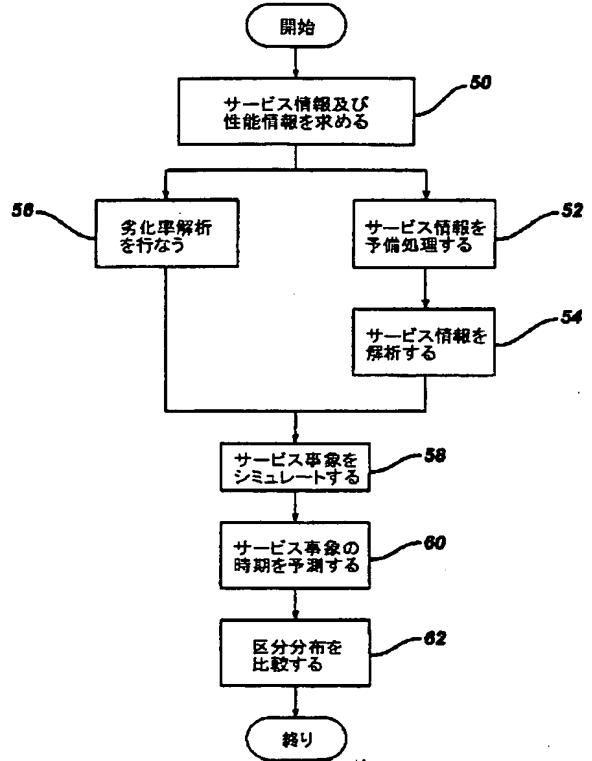 開始
サービス情報及び
性能情報を求める
50
56
劣化率解析
を行なう
サービス情報を
予備処理する
52
サービス情報を
解析する
54
サービス事象を
シミュレートする
58
サービス事象の
時期を予測する
60
区分分布を
比較する
62
終り